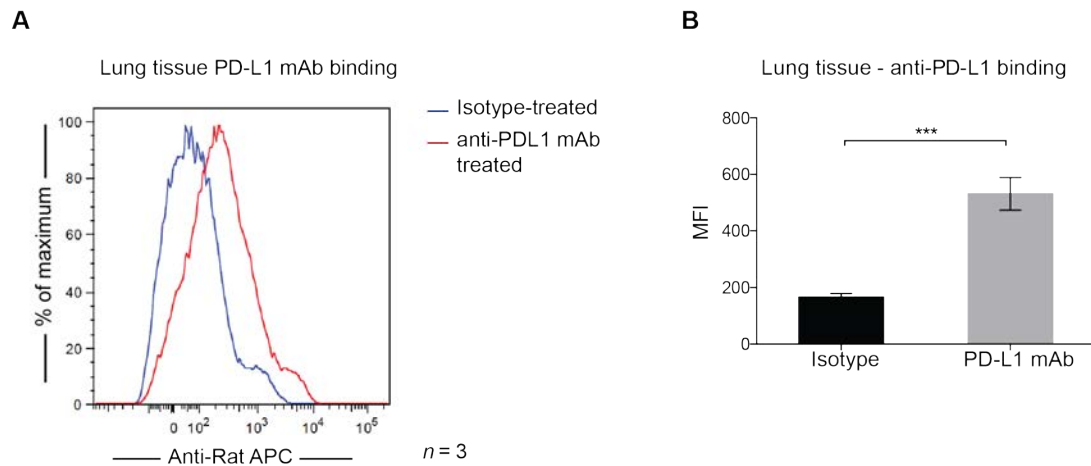 A
Lung tissue PD-L1 mAb binding
% of maximum
100
80
60
40
20
0
0 10² 10³ 10⁴ 10⁵
Anti-Rat APC
Isotype-treated
anti-PDL1 mAb
treated
n = 3
B
Lung tissue - anti-PD-L1 binding
MFI
800
600
400
200
0
***
Isotype PD-L1 mAb